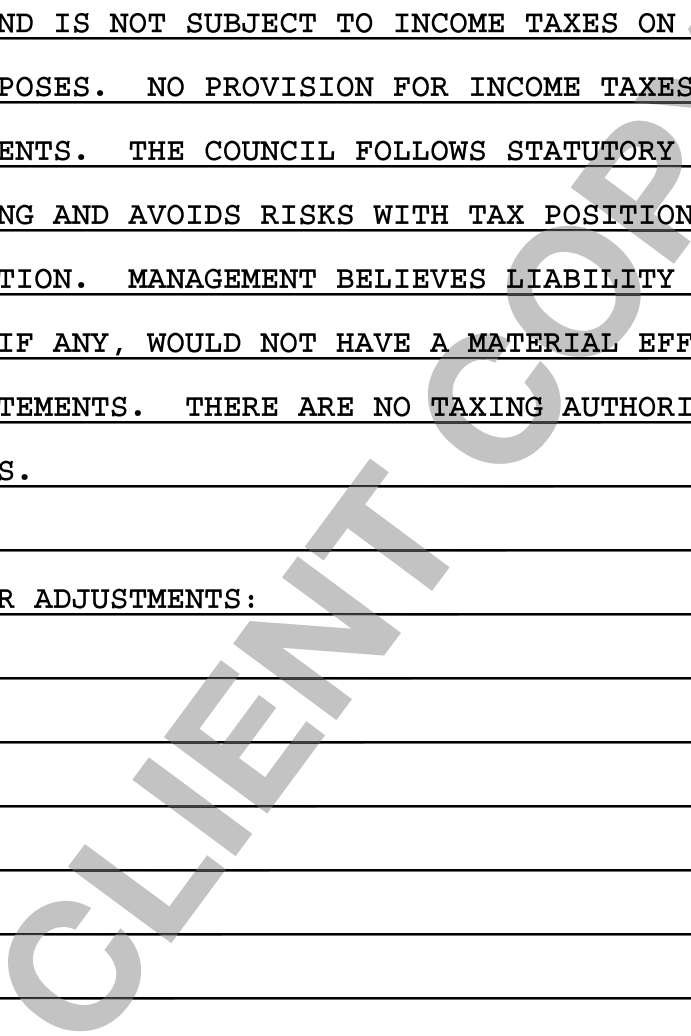 ND IS NOT SUBJECT TO INCOME TAXES ON
POSES.  NO PROVISION FOR INCOME TAXES
ENTS.  THE COUNCIL FOLLOWS STATUTORY
NG AND AVOIDS RISKS WITH TAX POSITION
TION.  MANAGEMENT BELIEVES LIABILITY
IF ANY, WOULD NOT HAVE A MATERIAL EFF
TEMENTS.  THERE ARE NO TAXING AUTHORI
S.
R ADJUSTMENTS:
CLIENT COPY